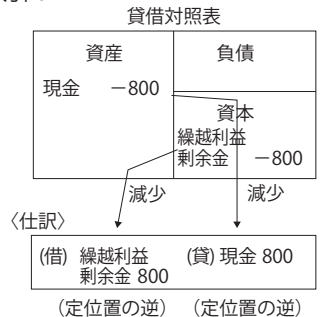 貸借対照表
資産
負債
現金　−800
資本
繰越利益
剰余金　−800
減少
減少
〈仕訳〉
(借) 繰越利益
剰余金 800
(貸) 現金 800
(定位置の逆)
(定位置の逆)